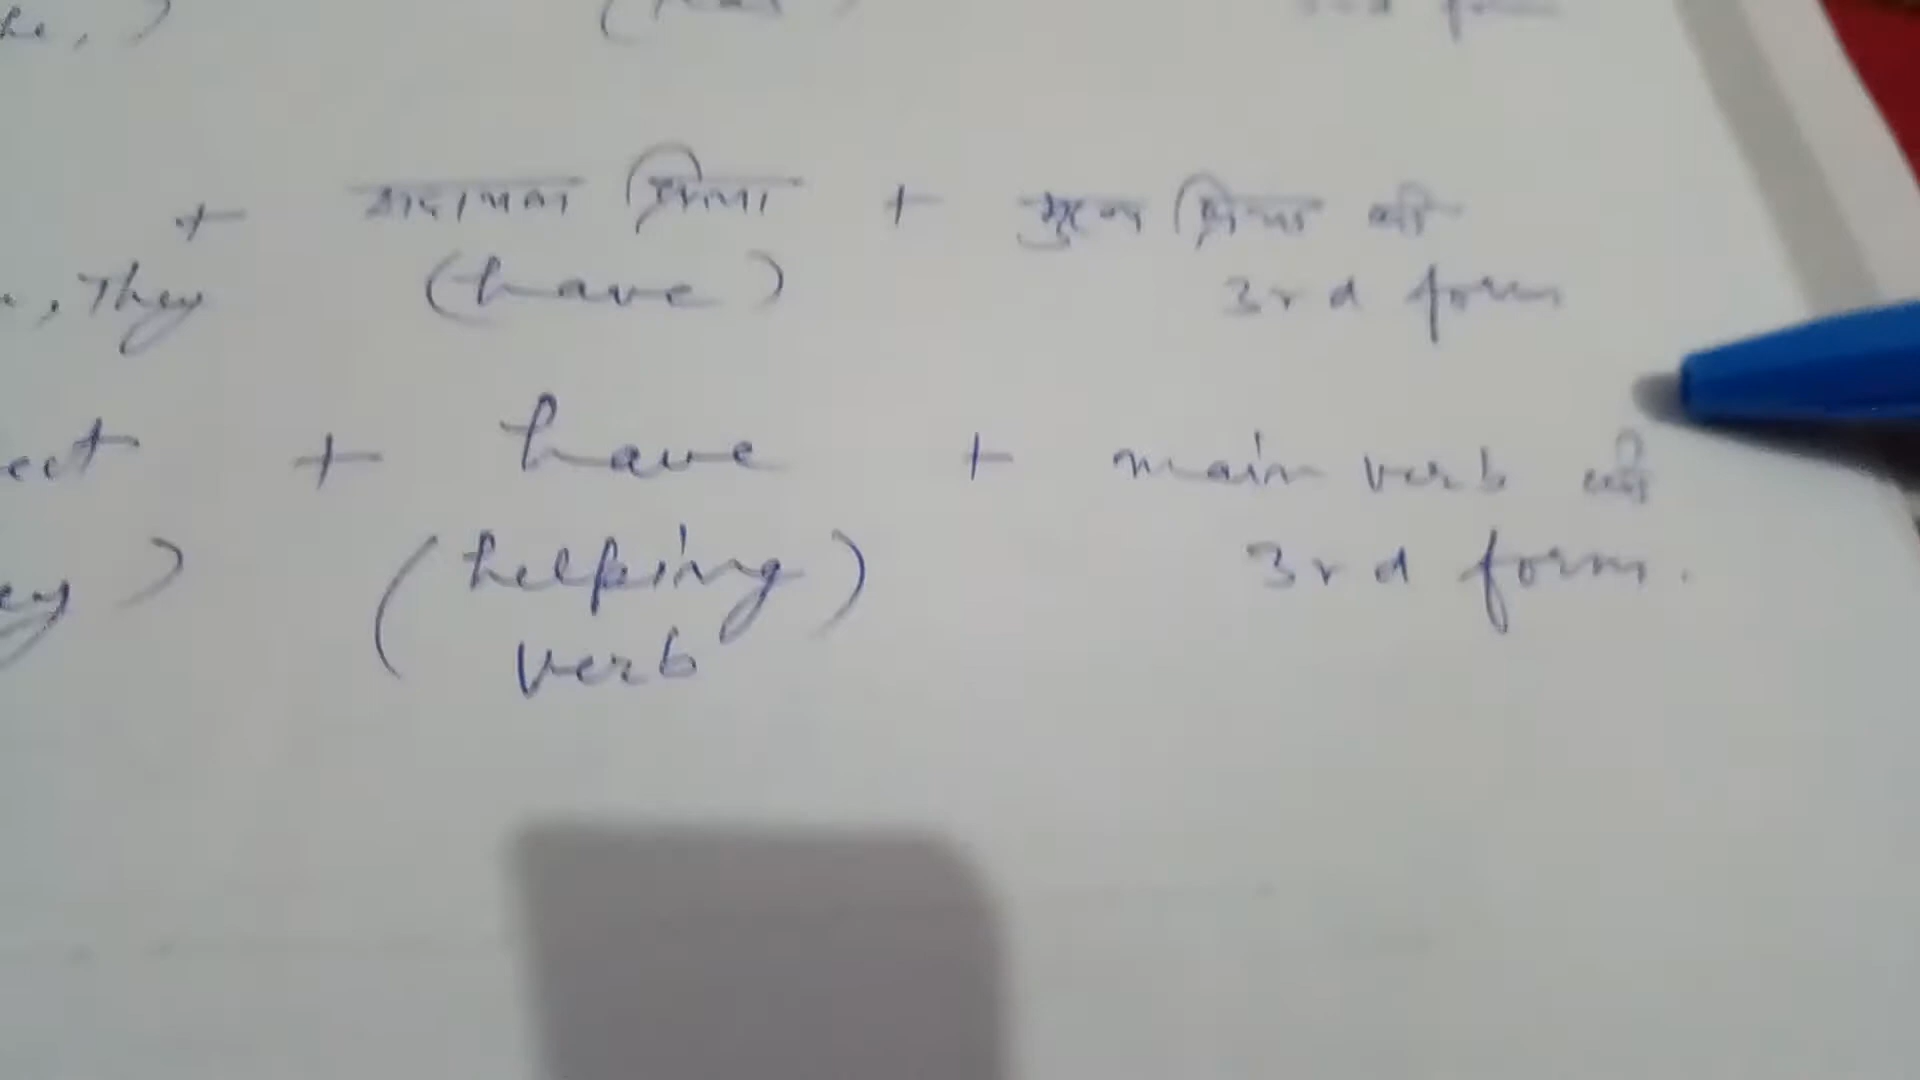 + सहायक क्रिया + मुख्य क्रिया की
, They (have) 3rd form
ect + have + main verb की
ey) (helping) 3rd form.
verb